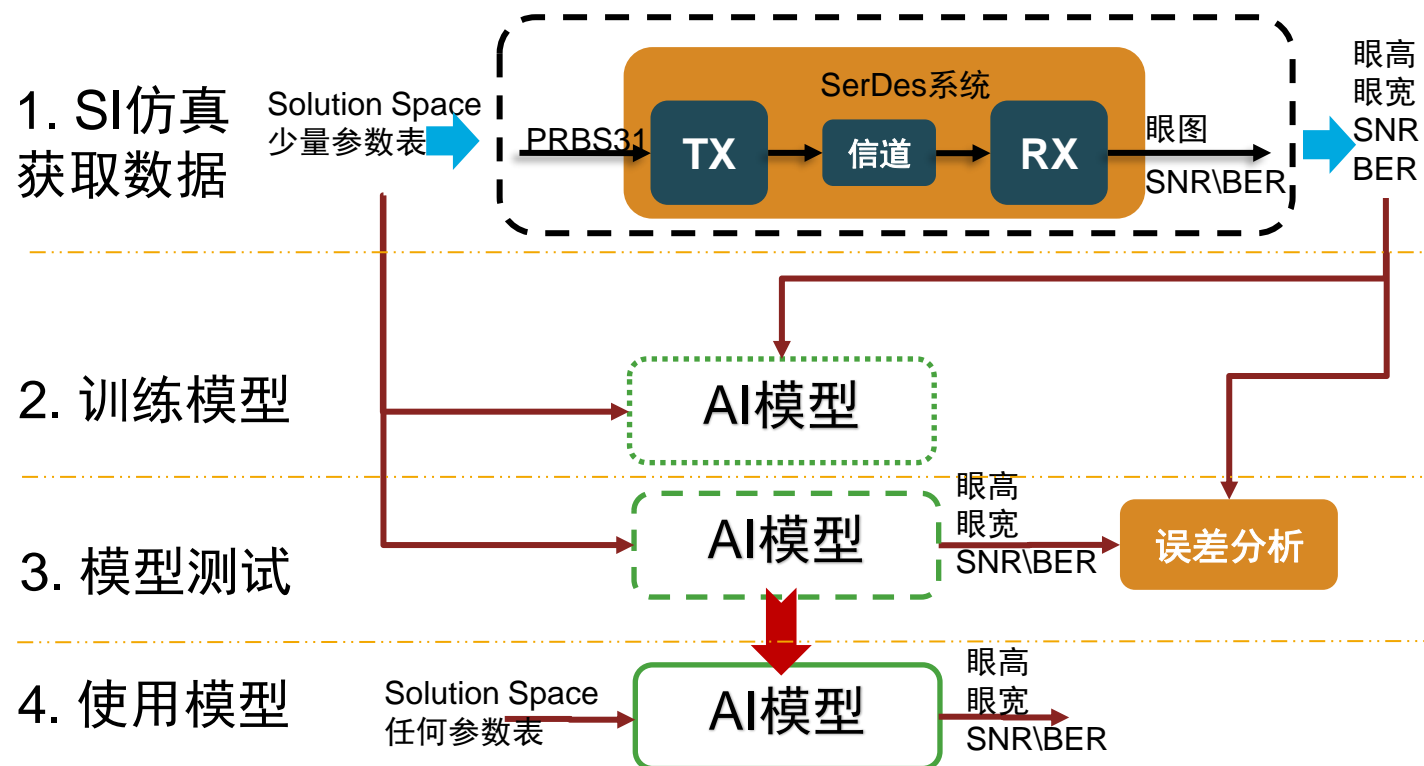 1. SI仿真
获取数据
Solution Space
少量参数表
PRBS31
SerDes系统
TX
信道
RX
眼图
SNR\BER
眼高
眼宽
SNR
BER
2. 训练模型
AI模型
3. 模型测试
AI模型
眼高
眼宽
SNR\BER
误差分析
4. 使用模型
Solution Space
任何参数表
AI模型
眼高
眼宽
SNR\BER